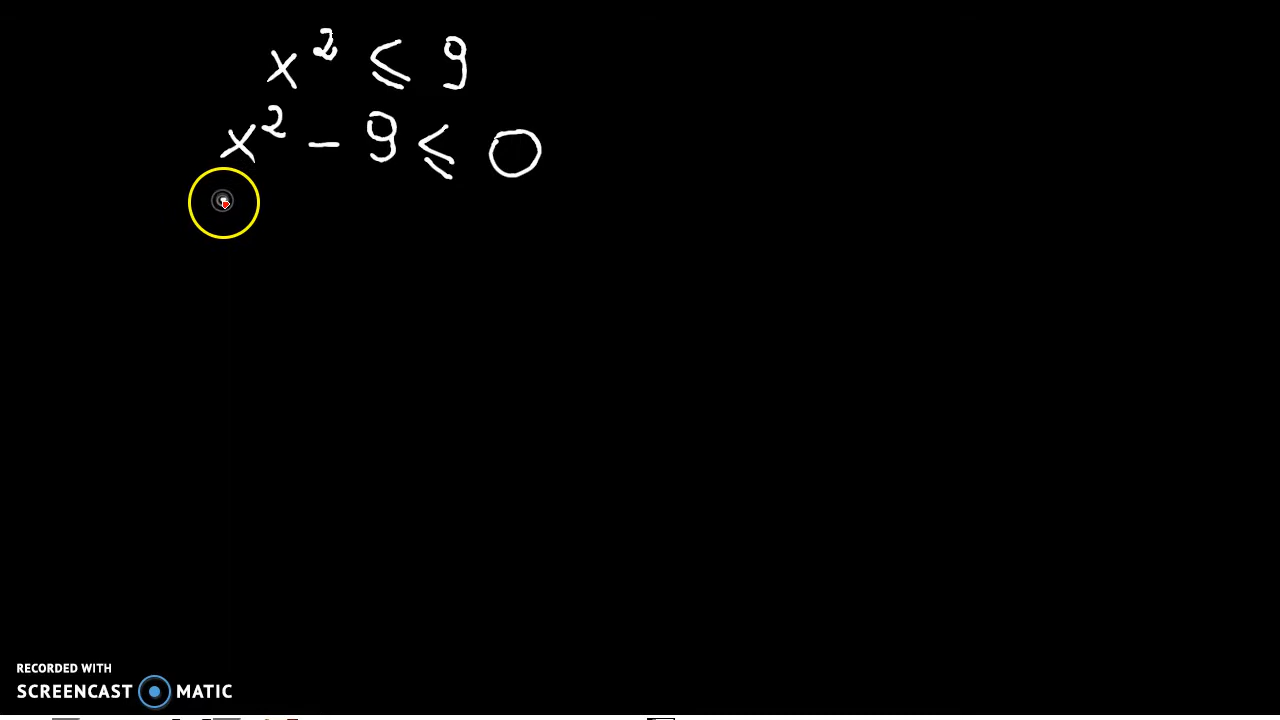 x² ≤ 9
x² - 9 ≤ 0
RECORDED WITH
SCREENCAST MATIC